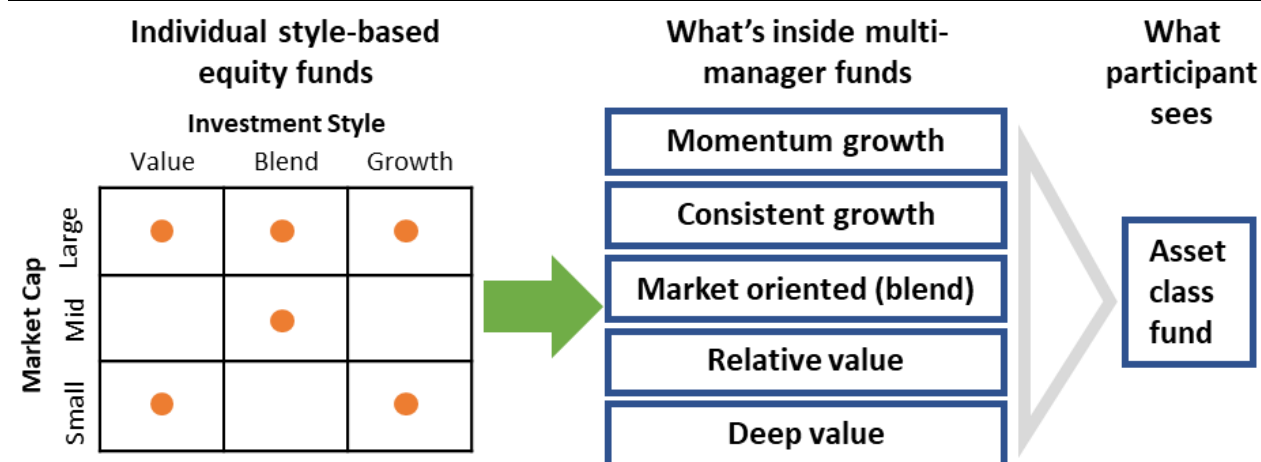 Individual style-based
equity funds
Investment Style
Value Blend Growth
Market Cap
Large
Mid
Small
What's inside multi-
manager funds
Momentum growth
Consistent growth
Market oriented (blend)
Relative value
Deep value
What
participant
sees
Asset
class
fund